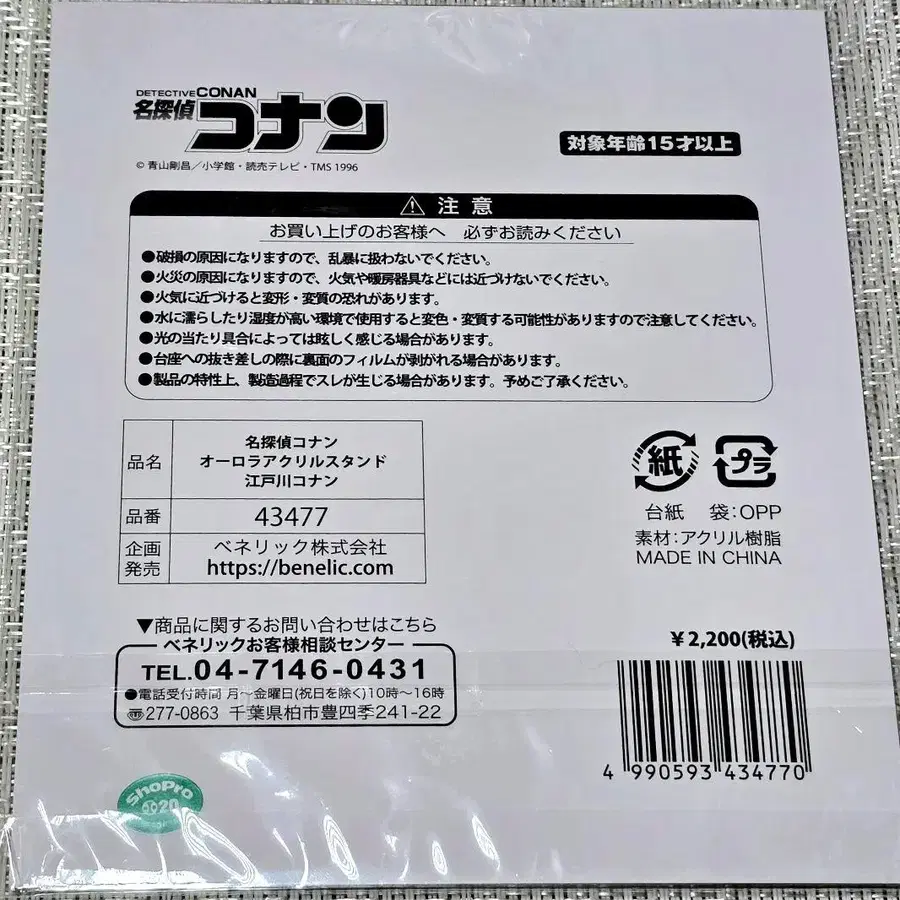 DETECTIVE CONAN
名探偵コナン
© 青山剛昌／小学館・読売テレビ・TMS 1996
対象年齢15才以上
注意
お買い上げのお客様へ　必ずお読みください
●破損の原因になりますので、乱暴に扱わないでください。
●火災の原因になりますので、火気や暖房器具などには近づけないでください。
●火気に近づけると変形・変質の恐れがあります。
●水に濡らしたり湿度が高い環境で使用すると変色・変質する可能性がありますので注意してください。
●光の当たり具合によっては眩しく感じる場合があります。
●台座への抜き差しの際に裏面のフィルムが剥がれる場合があります。
●製品の特性上、製造過程でスレが生じる場合があります。予めご了承ください。
品名
名探偵コナン
オーロラアクリルスタンド
江戸川コナン
品番
43477
企画
発売
ベネリック株式会社
https://benelic.com
紙
プラ
台紙　袋:OPP
素材:アクリル樹脂
MADE IN CHINA
▼商品に関するお問い合わせはこちら
ベネリックお客様相談センター
TEL.04-7146-0431
●電話受付時間 月〜金曜日(祝日を除く)10時〜16時
〠277-0863 千葉県柏市豊四季241-22
￥2,200(税込)
4 990593 434770
ShoPro
20